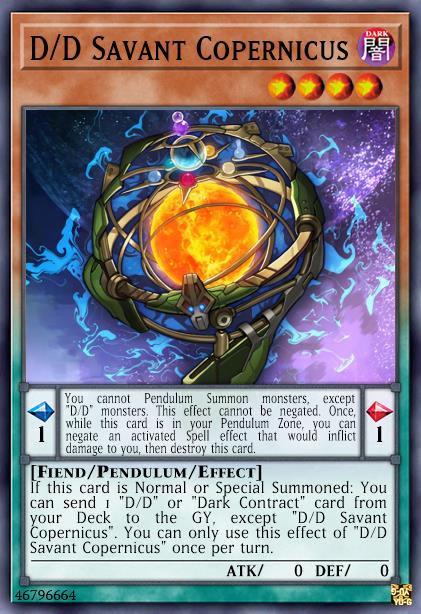 D/D SAVANT COPERNICUS
DARK
闇
You cannot Pendulum Summon monsters, except
"D/D" monsters. This effect cannot be negated. Once,
while this card is in your Pendulum Zone, you can
negate an activated Spell effect that would inflict
damage to you, then destroy this card.
1
1
[FIEND/PENDULUM/EFFECT]
If this card is Normal or Special Summoned: You
can send 1 "D/D" or "Dark Contract" card from
your Deck to the GY, except "D/D Savant
Copernicus". You can only use this effect of "D/D
Savant Copernicus" once per turn.
ATK/ 0 DEF/ 0
46796664